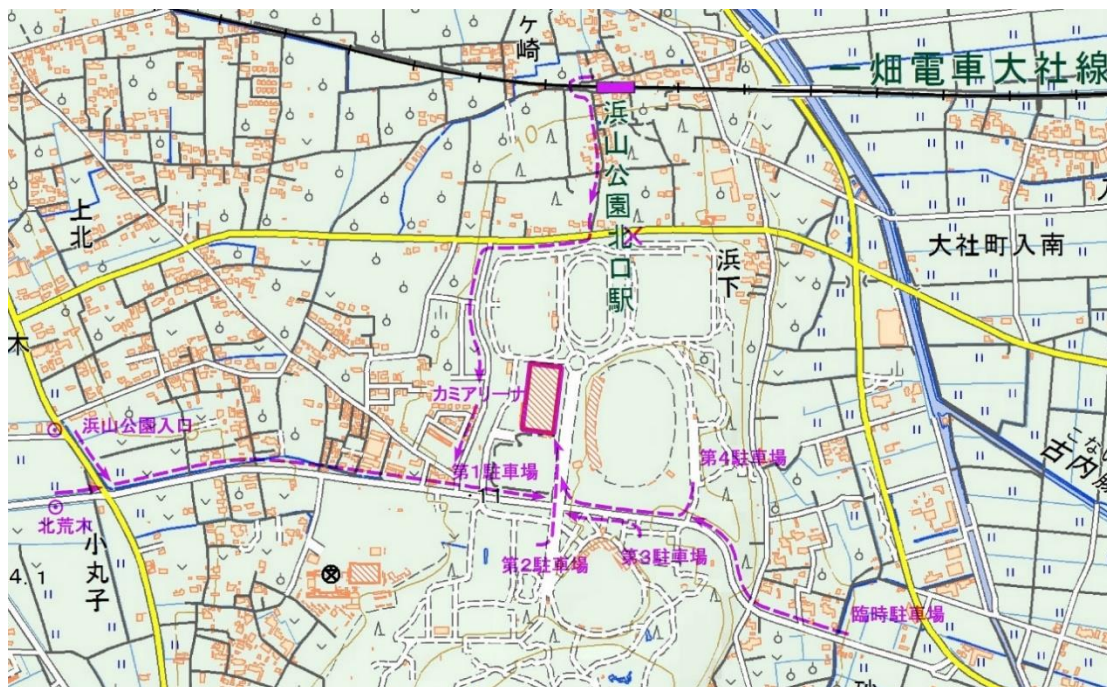 ヶ崎
一畑電車大社線
浜山公園北口駅
上北
10
浜下
大社町入南
木
カミアリーナ
浜山公園入口
第1駐車場
第4駐車場
11
北荒木
小丸子
第2駐車場
第3駐車場
4.1
臨時駐車場